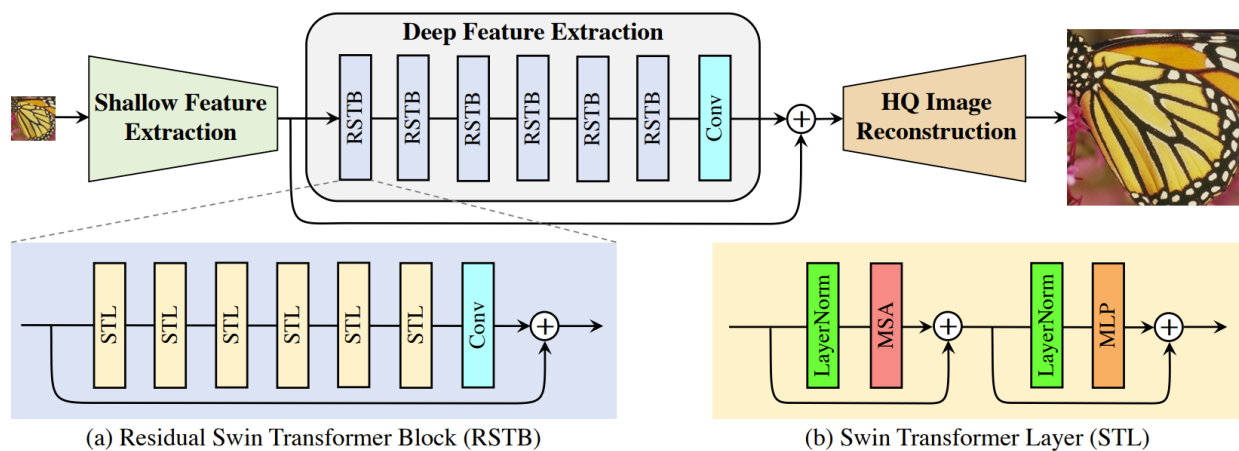 Deep Feature Extraction
Shallow Feature
Extraction
RSTB
RSTB
RSTB
RSTB
RSTB
RSTB
Conv
+
HQ Image
Reconstruction
STL
STL
STL
STL
STL
STL
Conv
+
(a) Residual Swin Transformer Block (RSTB)
LayerNorm
MSA
+
LayerNorm
MLP
+
(b) Swin Transformer Layer (STL)